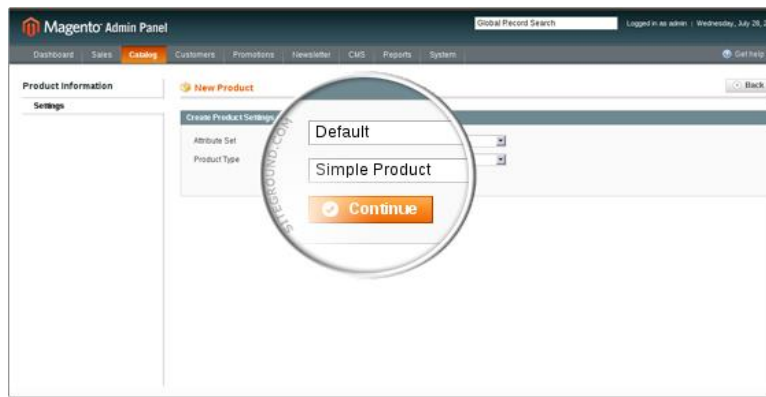 Magento® Admin Panel
Global Record Search
Logged in as admin | Wednesday, July 28, 2
Dashboard Sales Catalog Customers Promotions Newsletter CMS Reports System
Get help
Product Information
Settings
New Product
Back
Create Product Settings
Attribute Set
Default
Product Type
Simple Product
Continue
SITEGROUND.COM